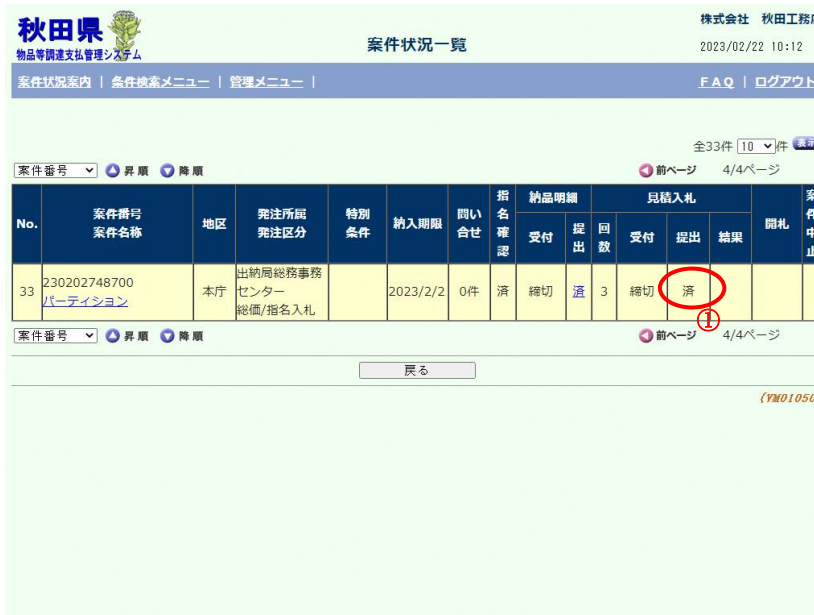 株式会社 秋田工務店
秋田県
物品等調達支払管理システム
案件状況一覧
2023/02/22 10:12
案件状況案内 | 条件検索メニュー | 管理メニュー |
FAQ | ログアウト
全33件 10 件 表示
案件番号 昇順 降順
前ページ 4/4ページ
No. 案件番号 案件名称 地区 発注所属 発注区分 特別条件 納入期限 問い合せ 指名確認 納品明細 受付 提出 見積入札 回数 受付 提出 結果 開札 案件中止
33 230202748700 パーティション 本庁 出納局総務事務センター 総価/指名入札 2023/2/2 0件 済 締切 済 3 締切 済
①
案件番号 昇順 降順
前ページ 4/4ページ
戻る
{YM01050